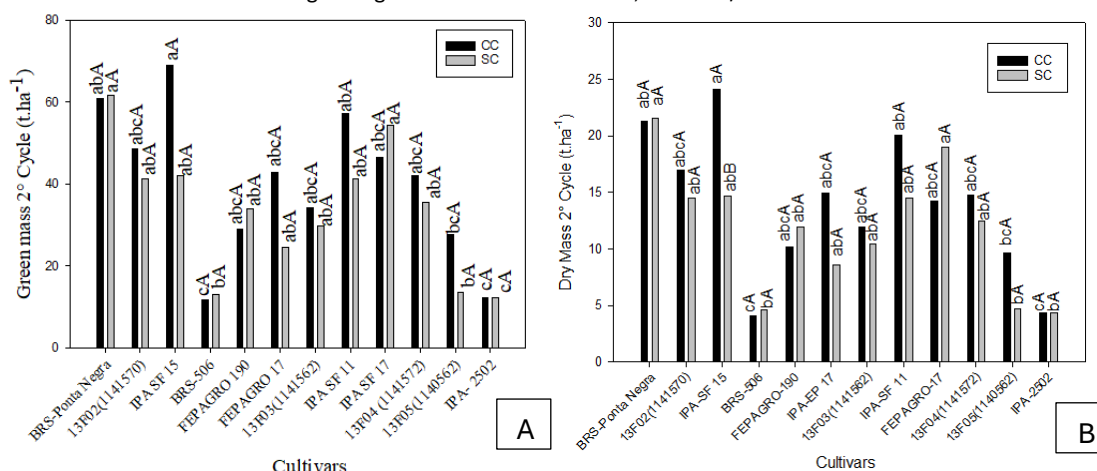 80
60
40
20
0
Green mass 2° Cycle (t.ha⁻¹)
CC
SC
abA
aA
abcA
abA
aA
abA
cA
bA
abcA
abA
abcA
abA
abcA
abA
abA
abA
abcA
aA
abcA
abA
bcA
bA
cA
cA
BRS-Ponta Negra
13F02(1141570)
IPA SF 15
BRS-506
FEPAGRO 190
FEPAGRO 17
13F03(1141562)
IPA SF 11
IPA SF 17
13F04 (1141572)
13F05(1140562)
IPA- 2502
Cultivars
A
30
25
20
15
10
5
0
Dry Mass 2° Cycle (t.ha⁻¹)
CC
SC
abA
aA
abcA
abA
aA
abB
cA
bA
abcA
abA
abcA
abA
abcA
abA
abA
abA
abcA
aA
abcA
abA
bcA
bA
cA
bA
BRS-Ponta Negra
13F02(1141570)
IPA-SF 15
BRS-506
FEPAGRO-190
IPA-EP 17
13F03(1141562)
IPA-SF 11
FEPAGRO-17
13F04(1141572)
13F05(1140562)
IPA-2502
Cultivars
B